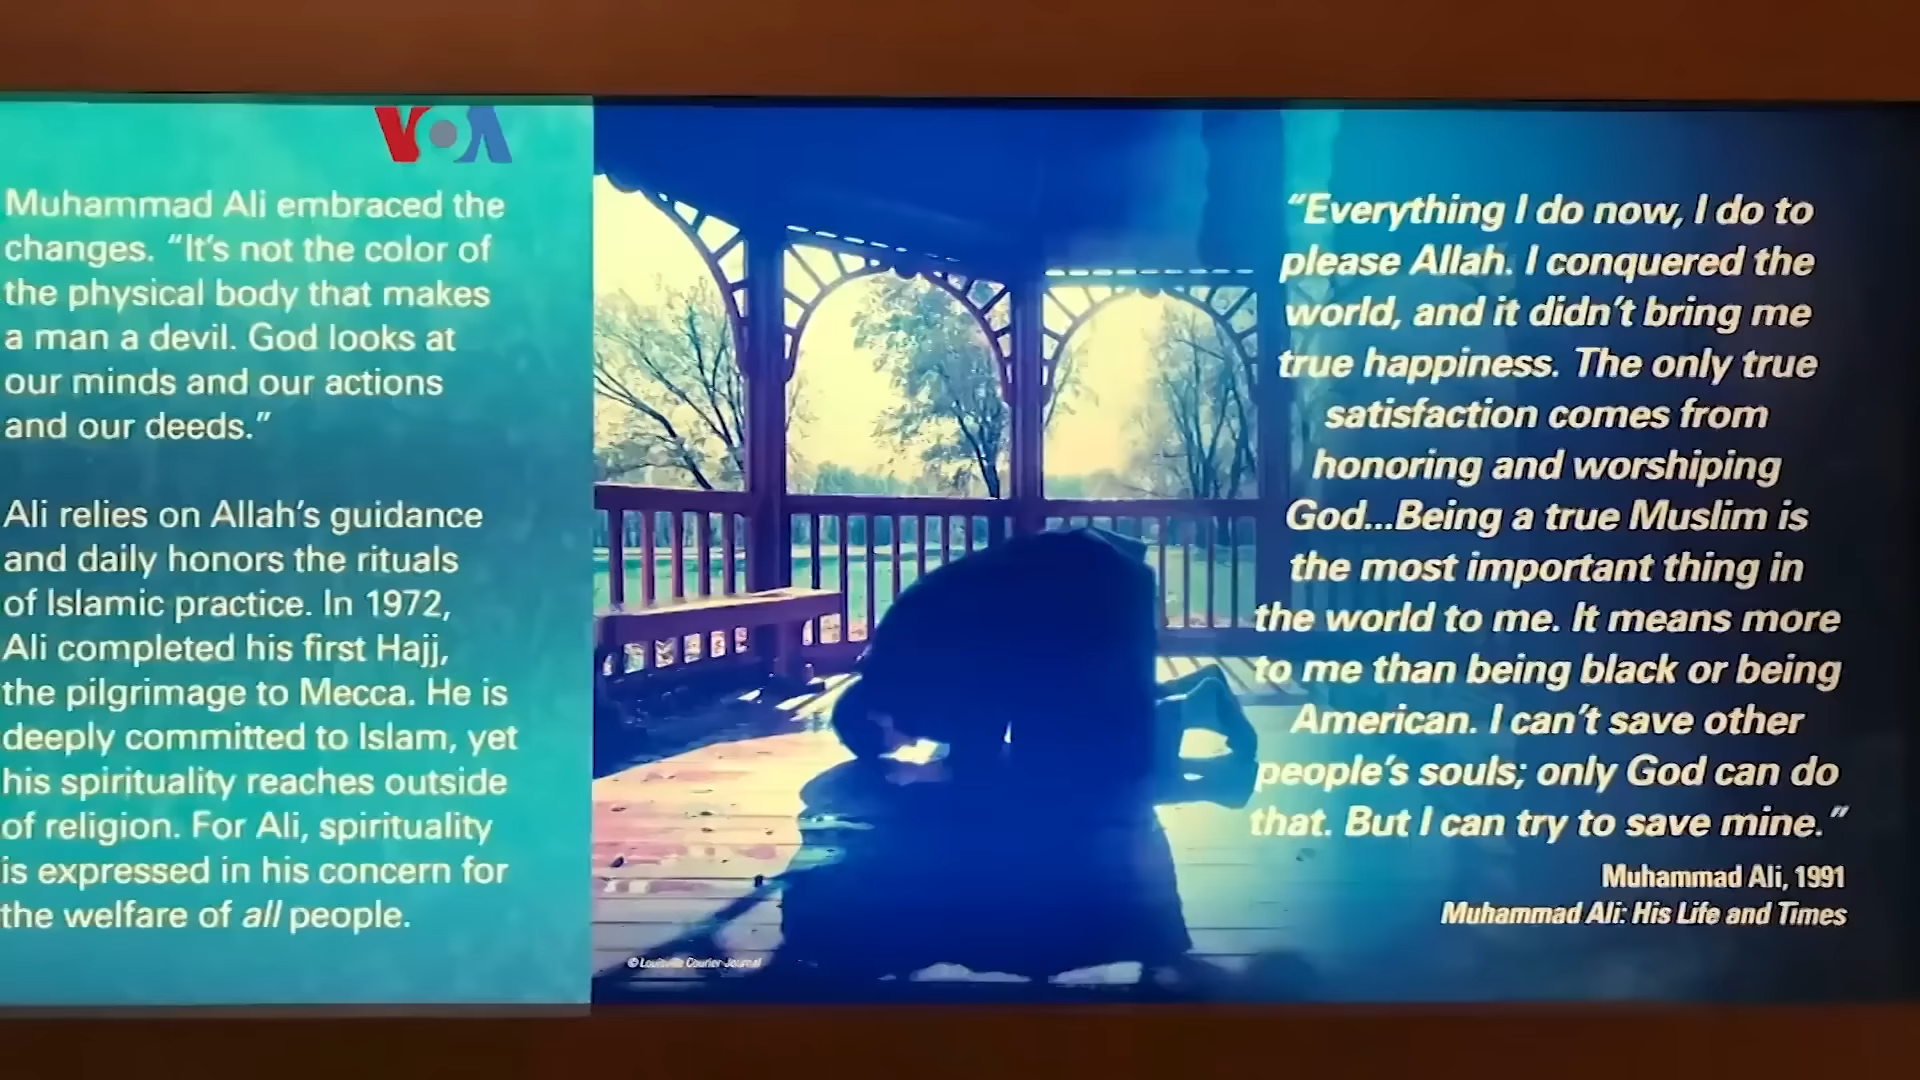 VOA
Muhammad Ali embraced the
changes. “It’s not the color of
the physical body that makes
a man a devil. God looks at
our minds and our actions
and our deeds.”
Ali relies on Allah’s guidance
and daily honors the rituals
of Islamic practice. In 1972,
Ali completed his first Hajj,
the pilgrimage to Mecca. He is
deeply committed to Islam, yet
his spirituality reaches outside
of religion. For Ali, spirituality
is expressed in his concern for
the welfare of all people.
© Louisville Courier-Journal
“Everything I do now, I do to
please Allah. I conquered the
world, and it didn’t bring me
true happiness. The only true
satisfaction comes from
honoring and worshiping
God...Being a true Muslim is
the most important thing in
the world to me. It means more
to me than being black or being
American. I can’t save other
people’s souls; only God can do
that. But I can try to save mine.”
Muhammad Ali, 1991
Muhammad Ali: His Life and Times